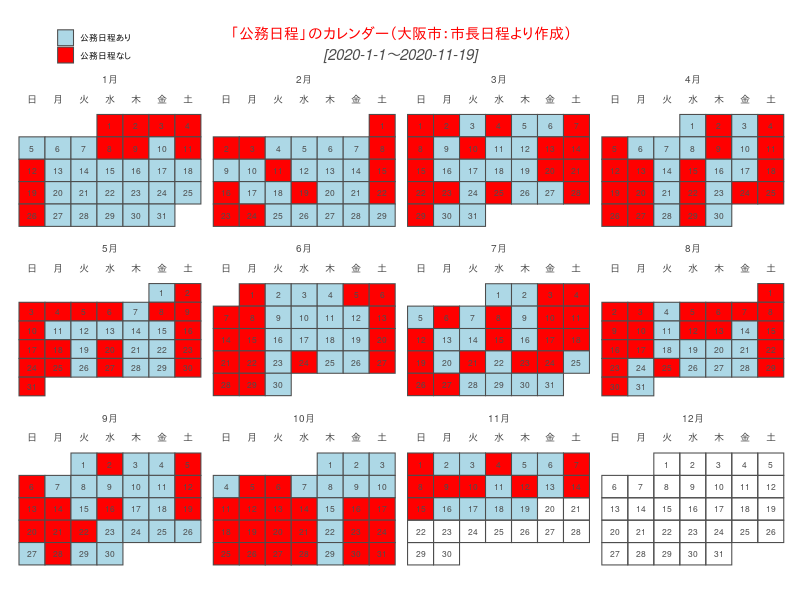 「公務日程」のカレンダー（大阪市：市長日程より作成）
[2020-1-1～2020-11-19]
公務日程あり
公務日程なし
1月
日 月 火 水 木 金 土
1 2 3 4
5 6 7 8 9 10 11
12 13 14 15 16 17 18
19 20 21 22 23 24 25
26 27 28 29 30 31
2月
日 月 火 水 木 金 土
1
2 3 4 5 6 7 8
9 10 11 12 13 14 15
16 17 18 19 20 21 22
23 24 25 26 27 28 29
3月
日 月 火 水 木 金 土
1 2 3 4 5 6 7
8 9 10 11 12 13 14
15 16 17 18 19 20 21
22 23 24 25 26 27 28
29 30 31
4月
日 月 火 水 木 金 土
1 2 3 4
5 6 7 8 9 10 11
12 13 14 15 16 17 18
19 20 21 22 23 24 25
26 27 28 29 30
5月
日 月 火 水 木 金 土
1 2
3 4 5 6 7 8 9
10 11 12 13 14 15 16
17 18 19 20 21 22 23
24 25 26 27 28 29 30
31
6月
日 月 火 水 木 金 土
1 2 3 4 5 6
7 8 9 10 11 12 13
14 15 16 17 18 19 20
21 22 23 24 25 26 27
28 29 30
7月
日 月 火 水 木 金 土
1 2 3 4
5 6 7 8 9 10 11
12 13 14 15 16 17 18
19 20 21 22 23 24 25
26 27 28 29 30 31
8月
日 月 火 水 木 金 土
1
2 3 4 5 6 7 8
9 10 11 12 13 14 15
16 17 18 19 20 21 22
23 24 25 26 27 28 29
30 31
9月
日 月 火 水 木 金 土
1 2 3 4 5
6 7 8 9 10 11 12
13 14 15 16 17 18 19
20 21 22 23 24 25 26
27 28 29 30
10月
日 月 火 水 木 金 土
1 2 3
4 5 6 7 8 9 10
11 12 13 14 15 16 17
18 19 20 21 22 23 24
25 26 27 28 29 30 31
11月
日 月 火 水 木 金 土
1 2 3 4 5 6 7
8 9 10 11 12 13 14
15 16 17 18 19 20 21
22 23 24 25 26 27 28
29 30
12月
日 月 火 水 木 金 土
1 2 3 4 5
6 7 8 9 10 11 12
13 14 15 16 17 18 19
20 21 22 23 24 25 26
27 28 29 30 31